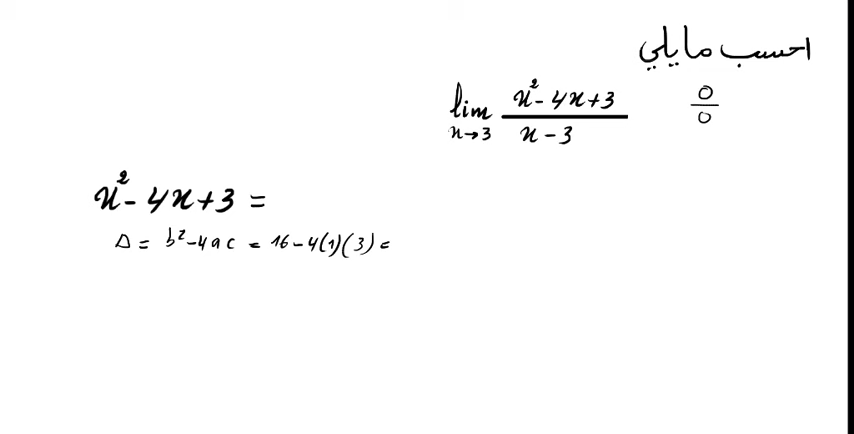 احسب مايلي
lim x→3 (x² - 4x + 3) / (x - 3)    0/0
x² - 4x + 3 =
Δ = b² - 4ac = 16 - 4(1)(3) =